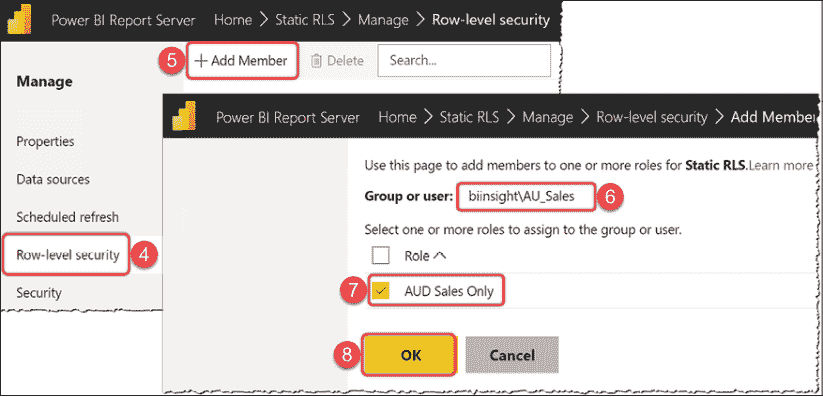 Power BI Report Server Home > Static RLS > Manage > Row-level security
5 + Add Member Delete Search...
Manage
Properties
Data sources
Scheduled refresh
Row-level security 4
Security
Power BI Report Server Home > Static RLS > Manage > Row-level security > Add Member
Use this page to add members to one or more roles for Static RLS.Learn more
Group or user: biinsight\AU_Sales 6
Select one or more roles to assign to the group or user.
Role
7 AUD Sales Only
8 OK Cancel